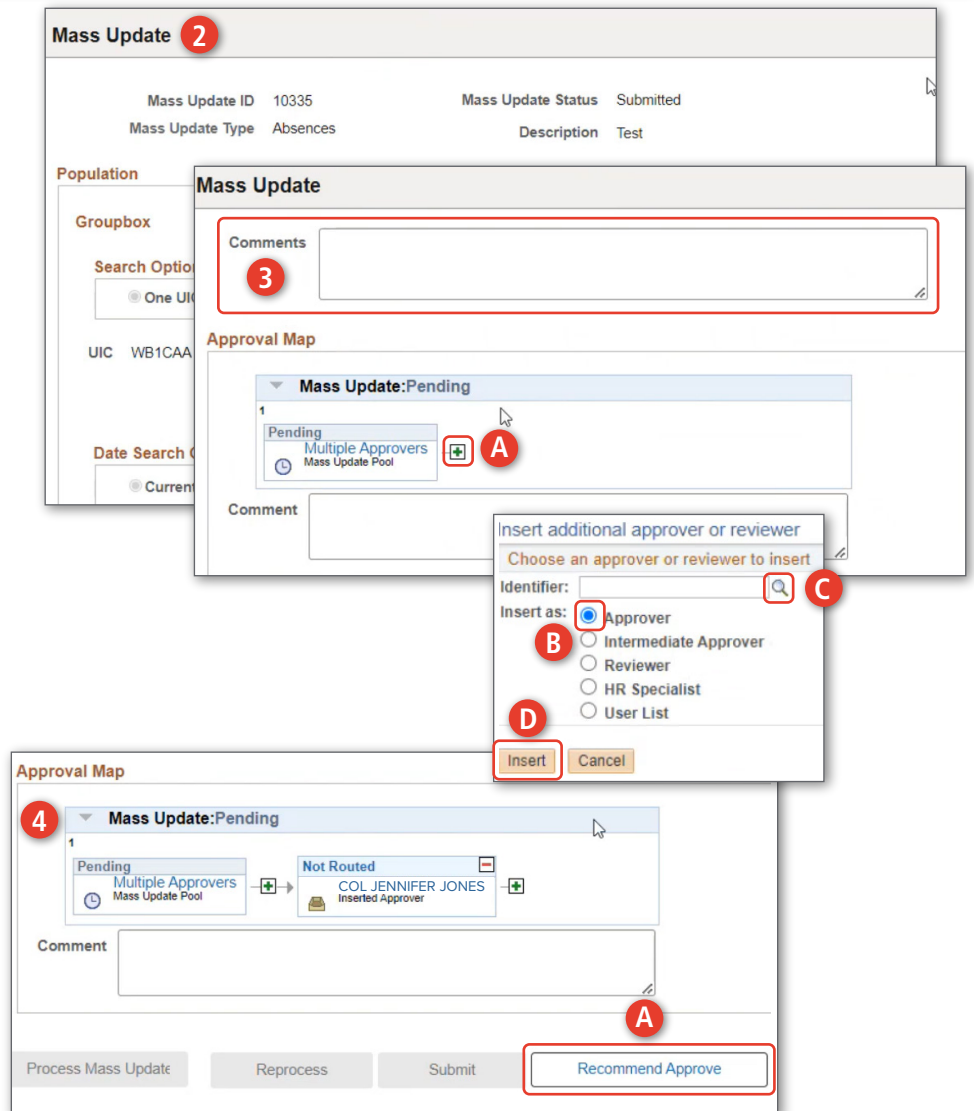 Mass Update 2
Mass Update ID 10335 Mass Update Status Submitted
Mass Update Type Absences Description Test
Population
Groupbox
Search Optio
One UI
UIC WB1CAA
Date Search
Current
Mass Update
Comments
3
Approval Map
Mass Update:Pending
1
Pending
Multiple Approvers
Mass Update Pool
A
Comment
Insert additional approver or reviewer
Choose an approver or reviewer to insert
Identifier: C
Insert as: Approver
B Intermediate Approver
Reviewer
HR Specialist
User List
D
Insert Cancel
Approval Map
4 Mass Update:Pending
1
Pending Not Routed
Multiple Approvers COL JENNIFER JONES
Mass Update Pool Inserted Approver
Comment
A
Process Mass Update Reprocess Submit Recommend Approve